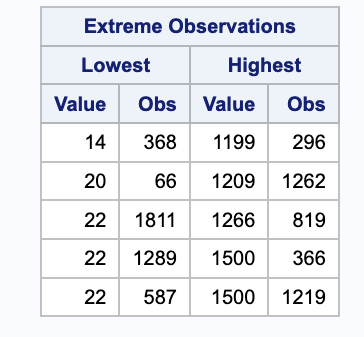 Extreme Observations
Lowest Highest
Value Obs Value Obs
14 368 1199 296
20 66 1209 1262
22 1811 1266 819
22 1289 1500 366
22 587 1500 1219